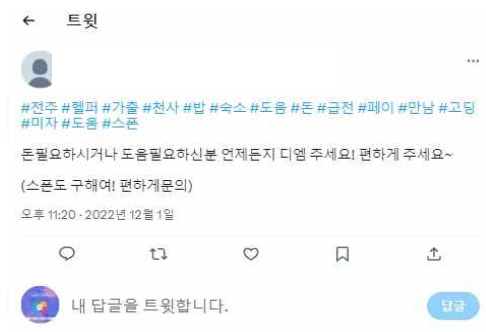 트윗
#전주 #헬퍼 #가출 #천사 #밥 #숙소 #도움 #돈 #급전 #페이 #만남 #고딩
#미자 #도움 #스폰
돈필요하시거나 도움필요하신분 언제든지 디엠 주세요! 편하게 주세요~
(스폰도 구해여! 편하게문의)
오후 11:20 · 2022년 12월 1일
내 답글을 트윗합니다.
답글